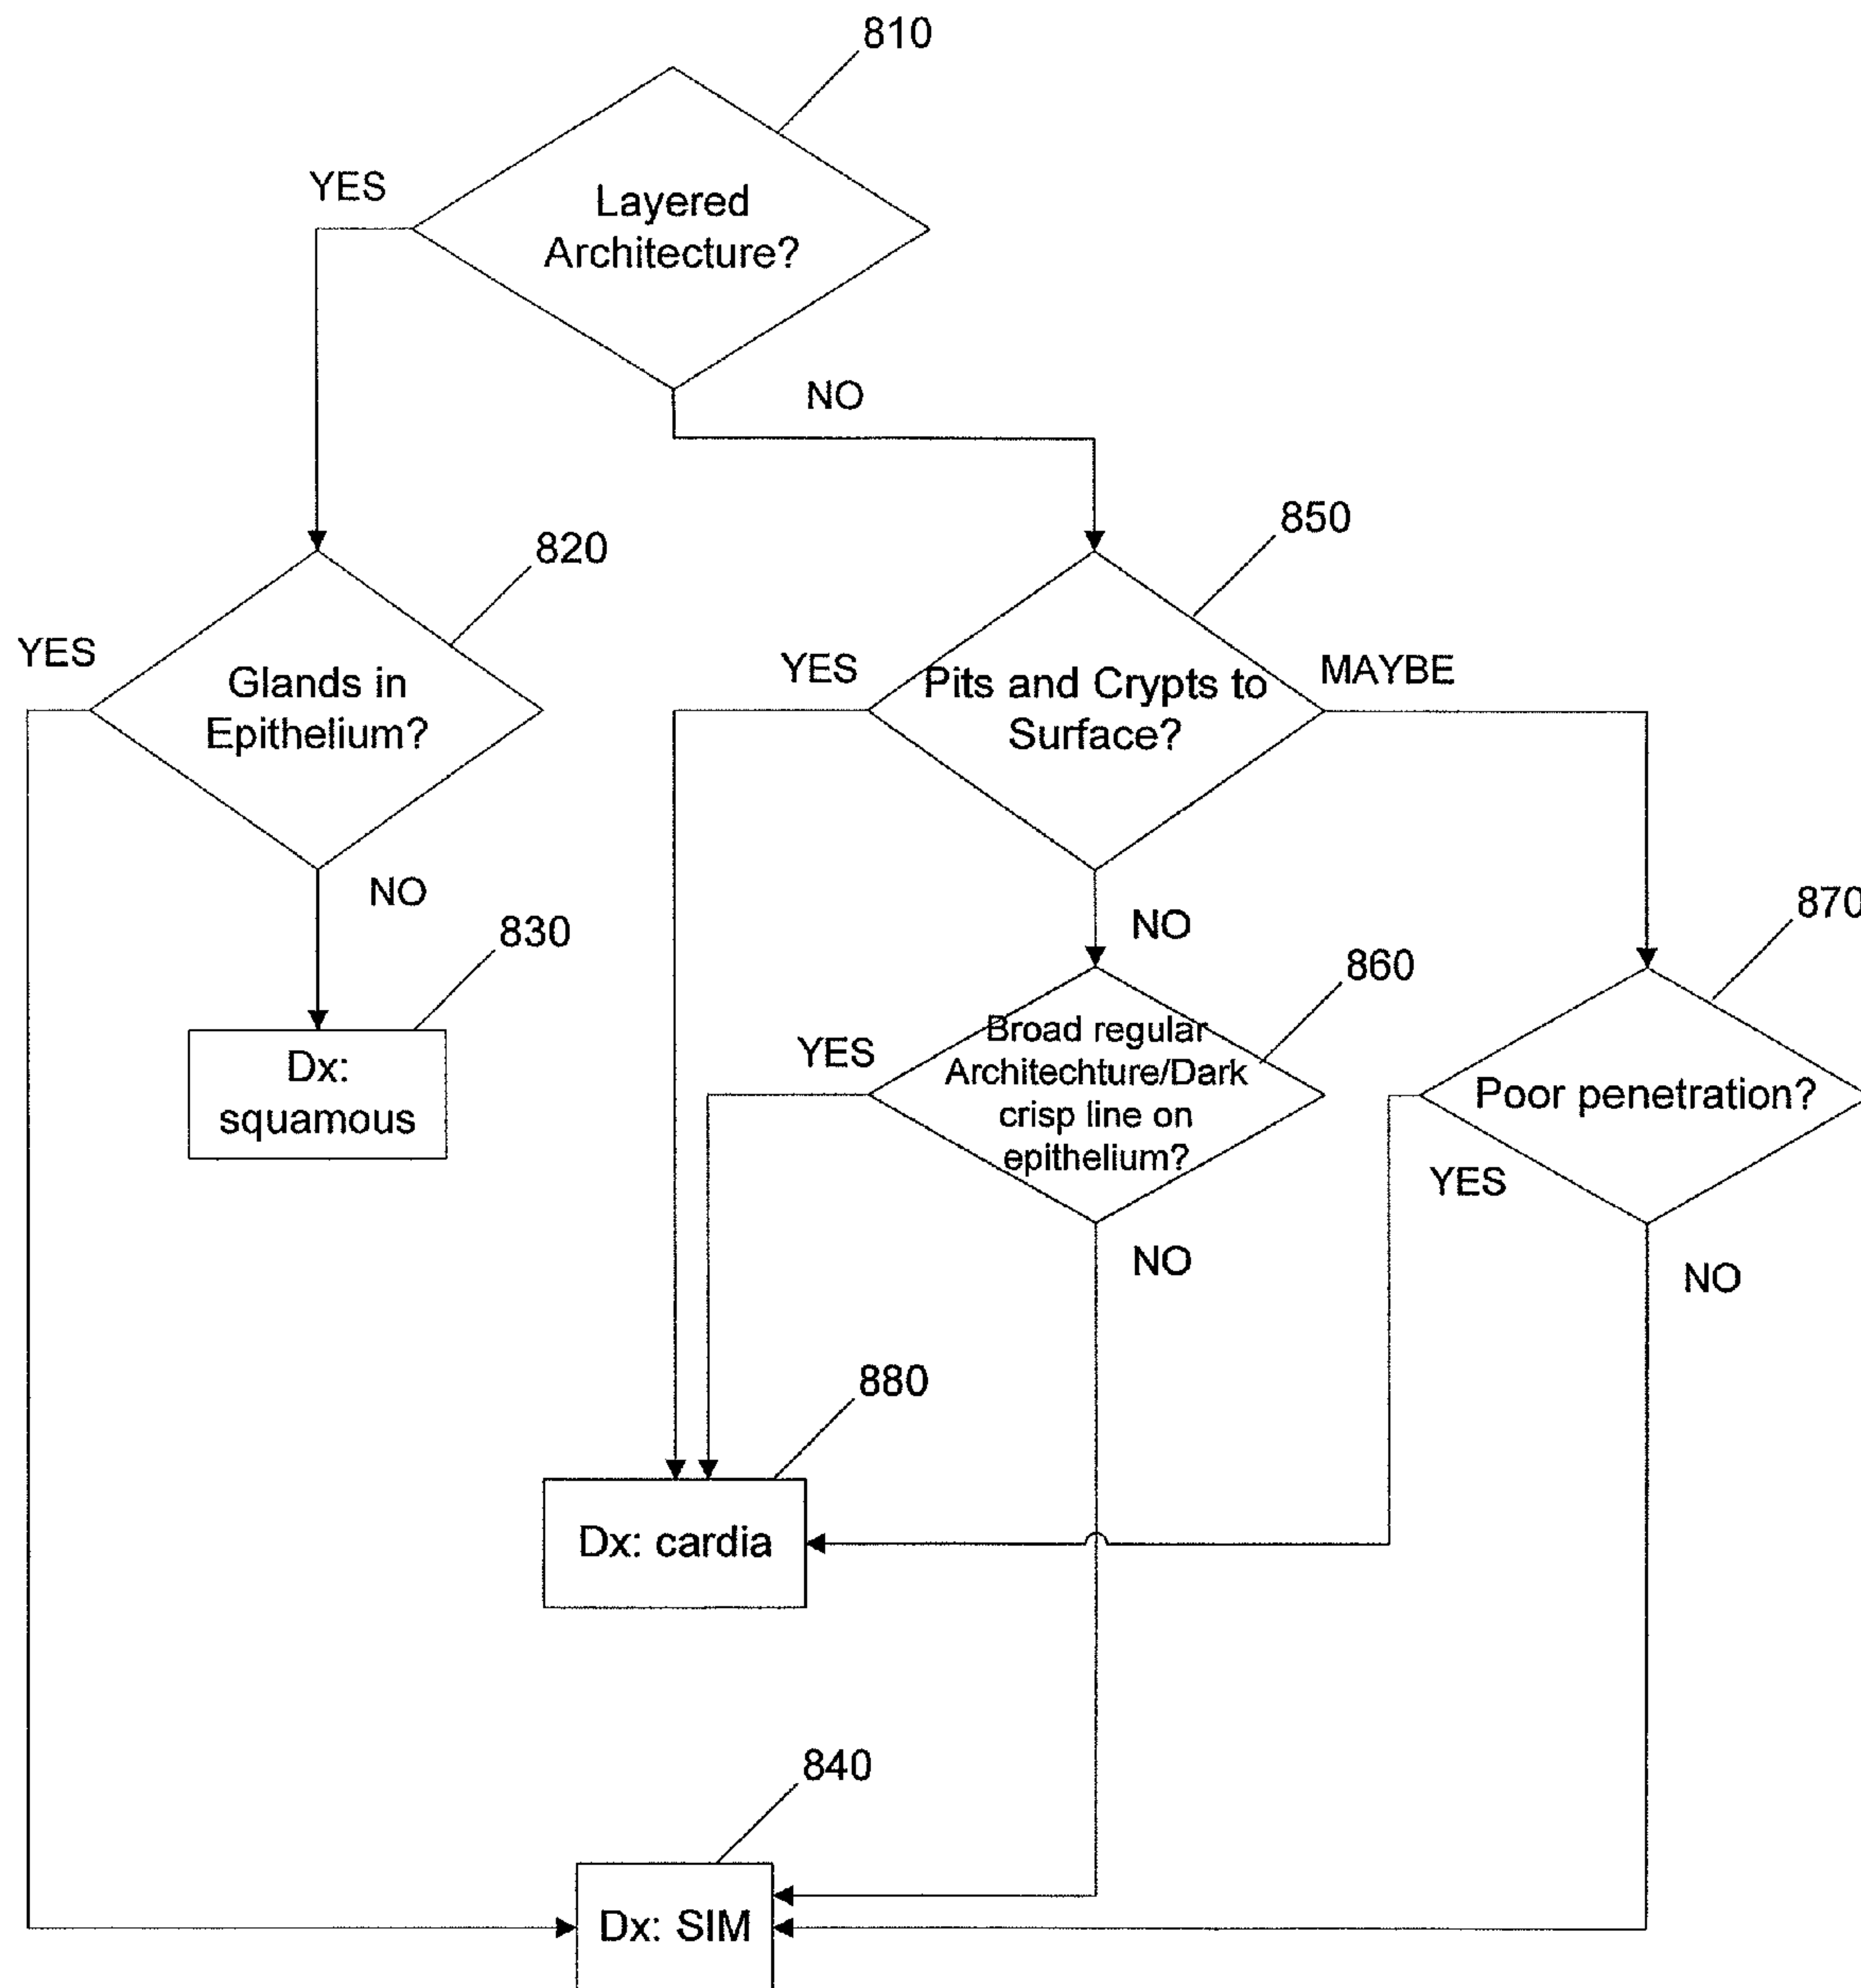 810
YES
Layered
Architecture?
NO
850
820
YES
Glands in
Epithelium?
YES
Pits and Crypts to
Surface?
MAYBE
NO
830
Dx:
squamous
NO
860
870
YES
Broad regular
Architechture/Dark
crisp line on
epithelium?
Poor penetration?
YES
NO
NO
880
Dx: cardia
840
Dx: SIM